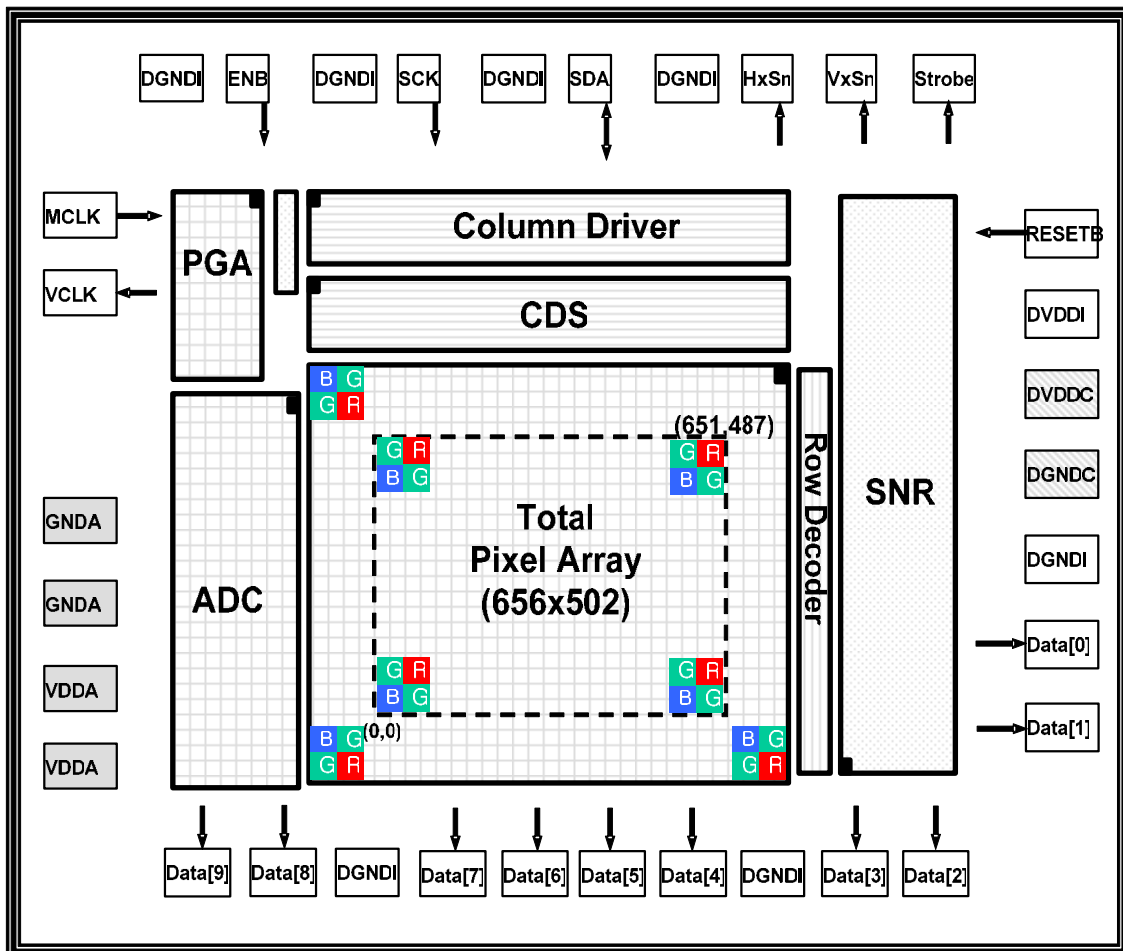 DGNDI ENB DGNDI SCK DGNDI SDA DGNDI HxSn VxSn Strobe
MCLK
VCLK
PGA
Column Driver
CDS
RESETB
DVDDI
DVDDC
DGNDC
DGNDI
SNR
Row Decoder
B G
G R
(651,487)
G R
B G
G R
B G
Total
Pixel Array
(656x502)
ADC
GNDA
GNDA
VDDA
VDDA
G R
B G
G R
B G
(0,0)
B G
G R
B G
G R
Data[0]
Data[1]
Data[9] Data[8] DGNDI Data[7] Data[6] Data[5] Data[4] DGNDI Data[3] Data[2]